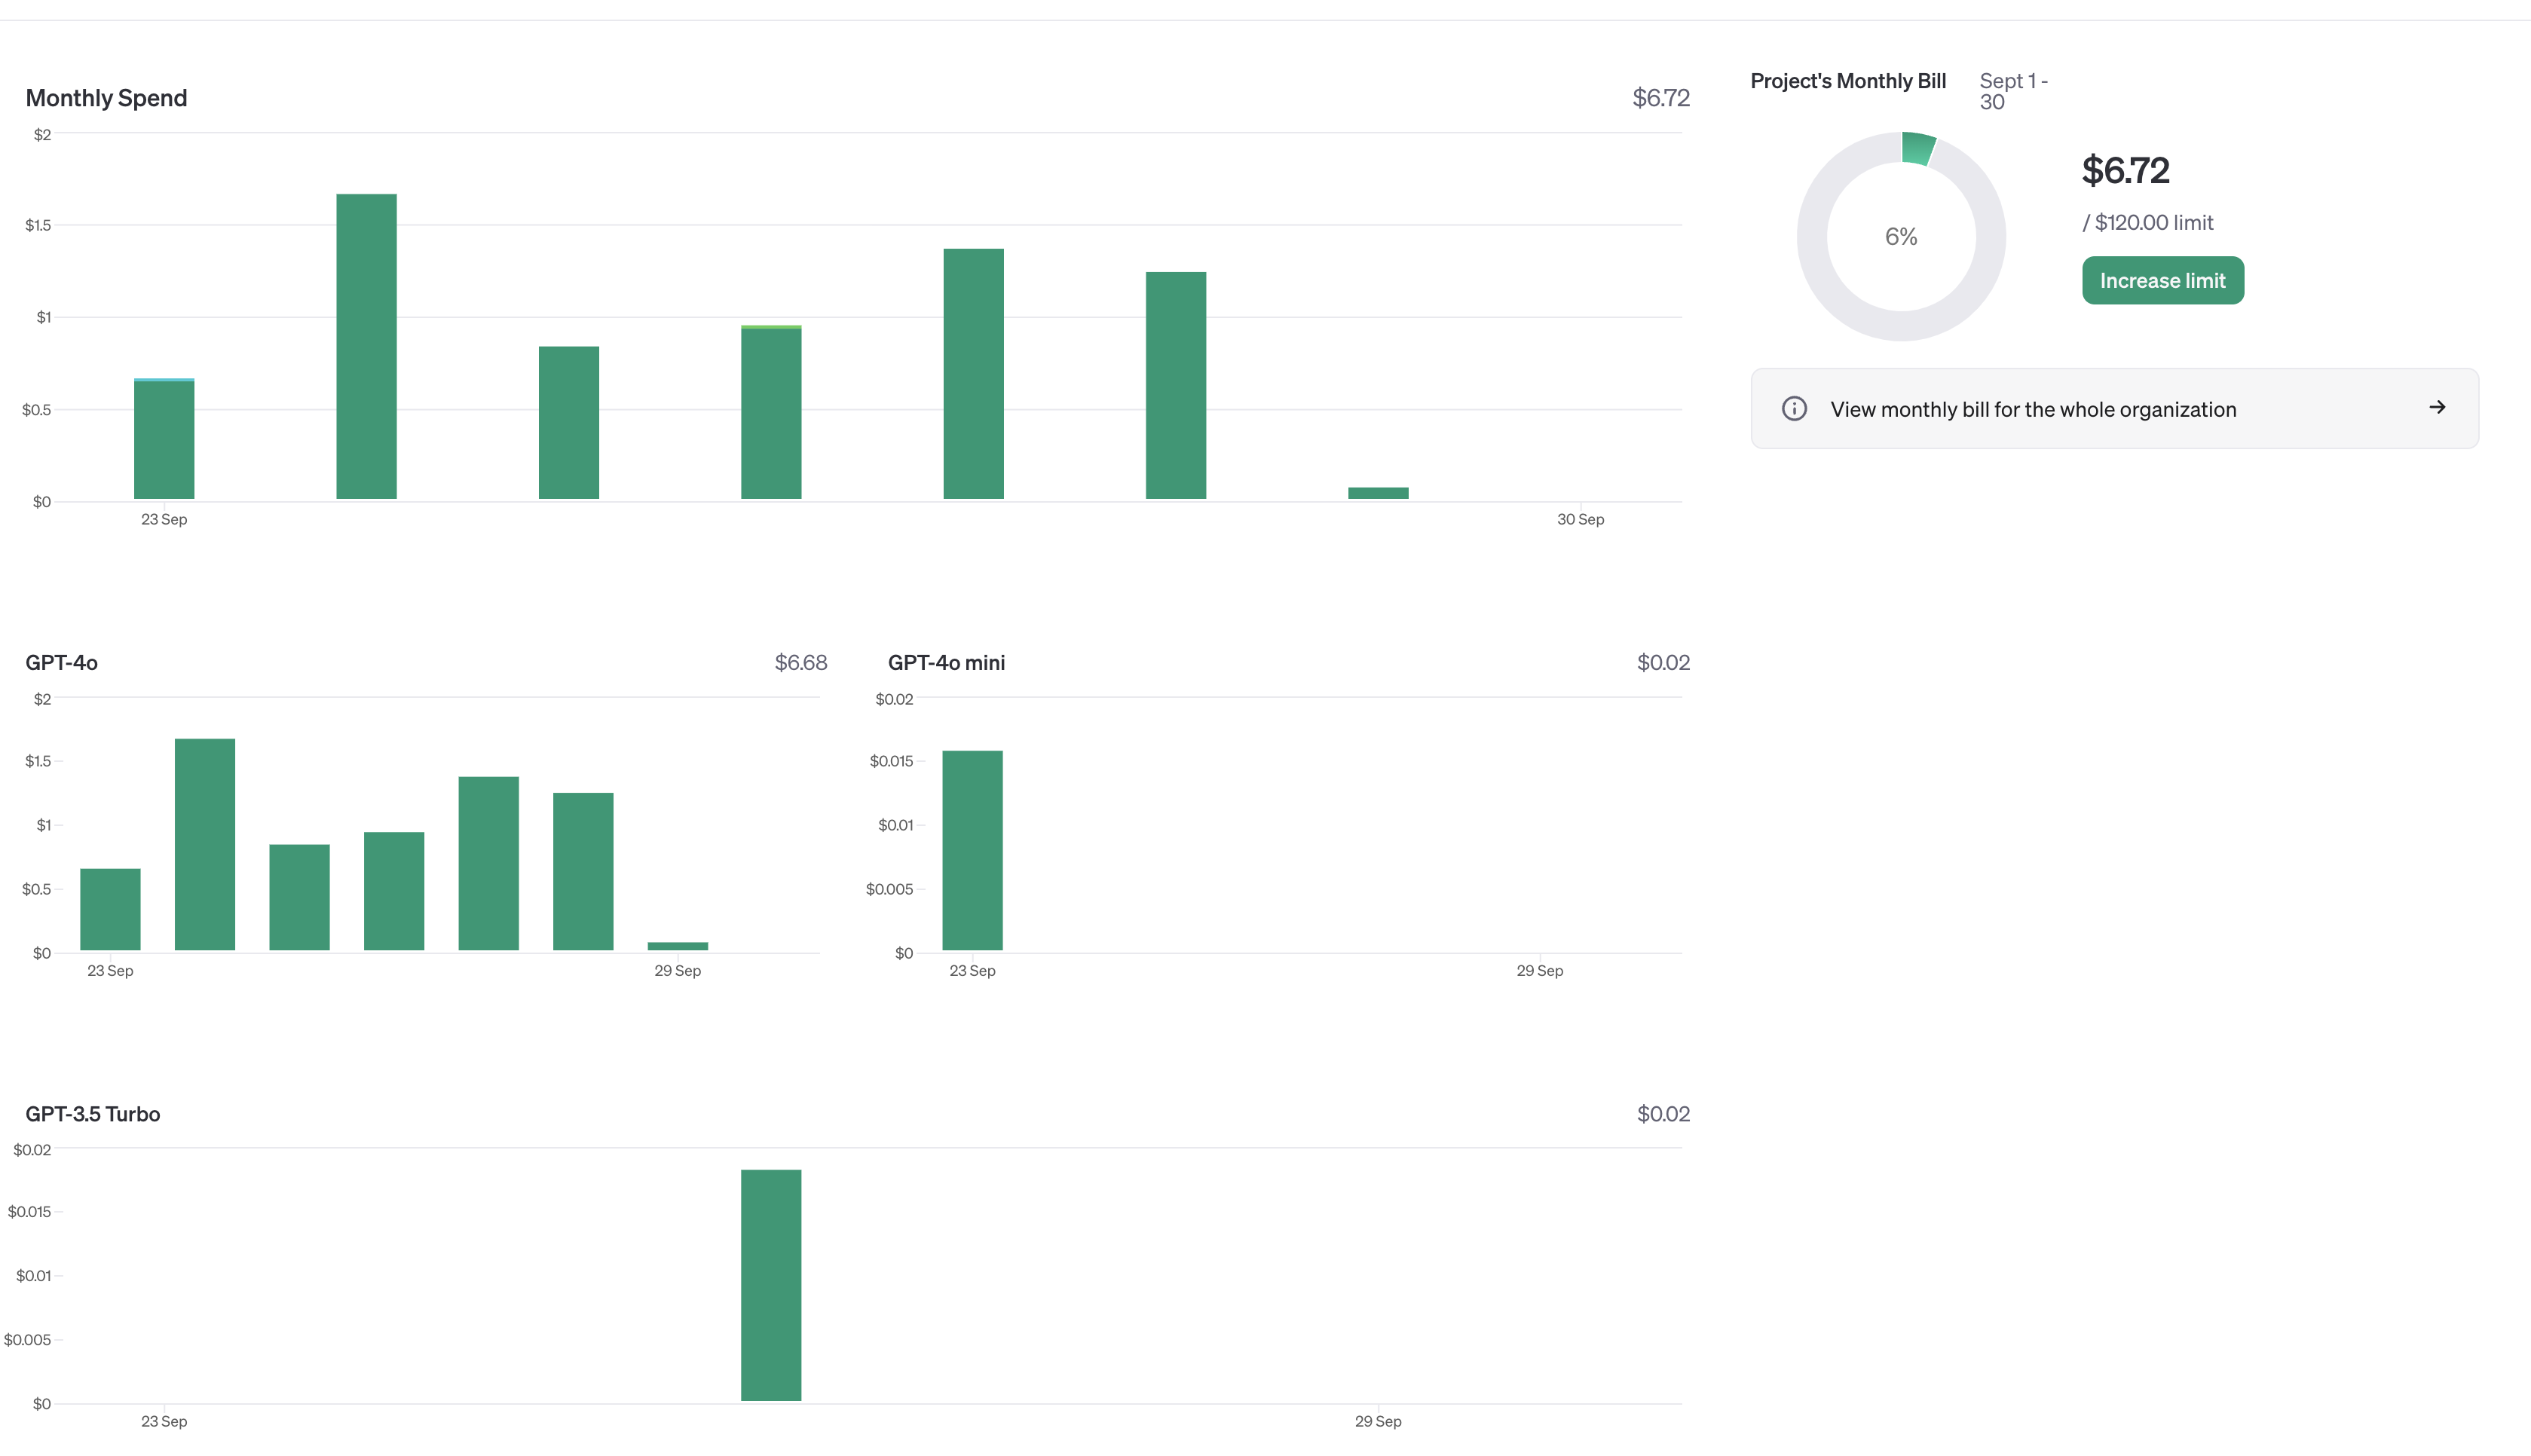 Monthly Spend
$6.72
$2
$1.5
$1
$0.5
$0
23 Sep
30 Sep
Project's Monthly Bill
Sept 1 -
30
6%
$6.72
/ $120.00 limit
Increase limit
View monthly bill for the whole organization
GPT-4o
$6.68
$2
$1.5
$1
$0.5
$0
23 Sep
29 Sep
GPT-4o mini
$0.02
$0.02
$0.015
$0.01
$0.005
$0
23 Sep
29 Sep
GPT-3.5 Turbo
$0.02
$0.02
$0.015
$0.01
$0.005
$0
23 Sep
29 Sep